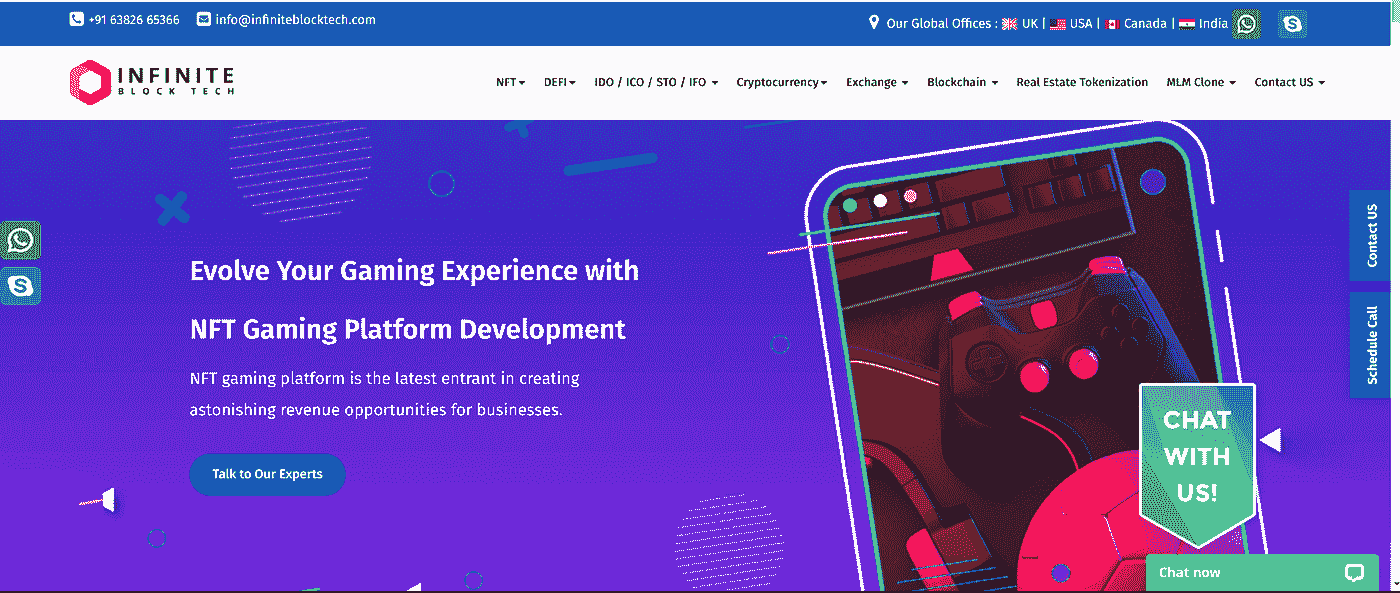 +91 63826 65366 info@infiniteblocktech.com Our Global Offices : UK | USA | Canada | India
INFINITE
BLOCK TECH
NFT DEFI IDO / ICO / STO / IFO Cryptocurrency Exchange Blockchain Real Estate Tokenization MLM Clone Contact US
Evolve Your Gaming Experience with
NFT Gaming Platform Development
NFT gaming platform is the latest entrant in creating
astonishing revenue opportunities for businesses.
Talk to Our Experts
Contact US
Schedule Call
CHAT
WITH
US!
Chat now